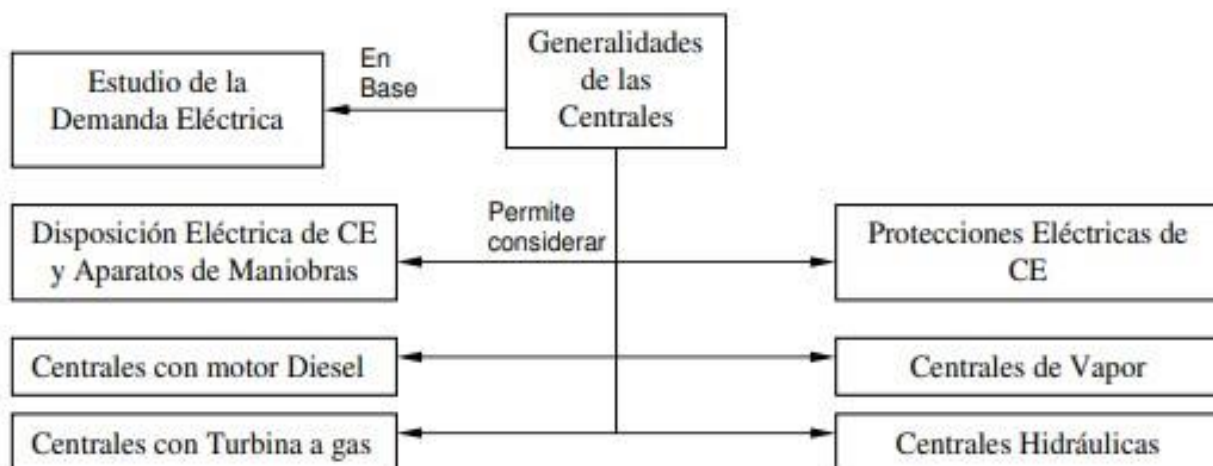 Generalidades
de las
Centrales
En
Base
Estudio de la
Demanda Eléctrica
Permite
considerar
Disposición Eléctrica de CE
y Aparatos de Maniobras
Protecciones Eléctricas de
CE
Centrales con motor Diesel
Centrales de Vapor
Centrales con Turbina a gas
Centrales Hidráulicas